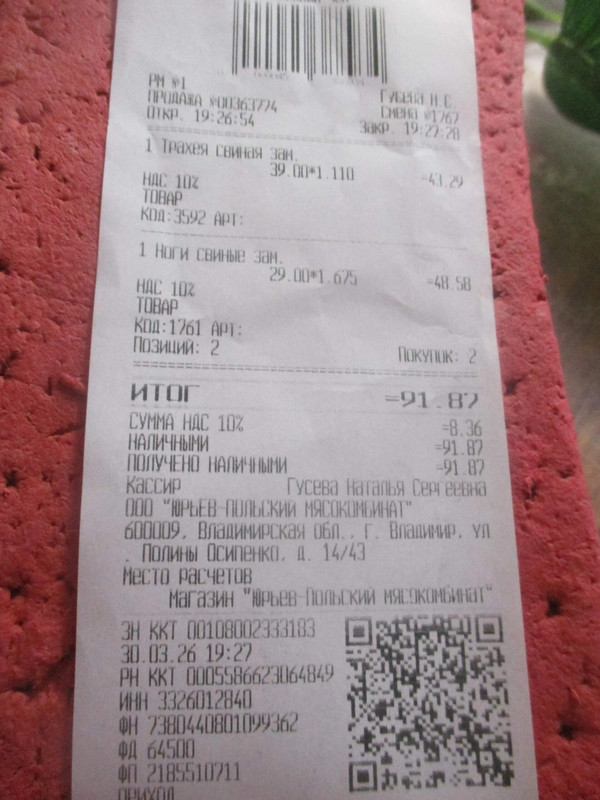 РМ №1
Гусева Н.С.
ПРОДАЖА №00363774
Смена №1767
ОТКР. 19:26:54
Закр. 19:27:28
1 Трахея свиная зам.
39.00*1.110
=43.29
НДС 10%
ТОВАР
Код:3592 АРТ:
1 Ноги свиные зам.
29.00*1.675
=48.58
НДС 10%
ТОВАР
Код:1761 АРТ:
Позиций: 2
Покупок: 2
ИТОГ
=91.87
СУММА НДС 10%
=8.36
НАЛИЧНЫМИ
=91.87
ПОЛУЧЕНО НАЛИЧНЫМИ
=91.87
Кассир
Гусева Наталья Сергеевна
ООО "ЮРЬЕВ-ПОЛЬСКИЙ МЯСОКОМБИНАТ"
600009, Владимирская обл., г. Владимир, ул
. Полины Осипенко, д. 14/43
Место расчетов
Магазин "Юрьев-Польский мясокомбинат"
ЗН ККТ 00108002333183
30.03.26 19:27
РН ККТ 0005586623064849
ИНН 3326012840
ФН 7380440801099362
ФД 64500
ФП 2185510711
ПРИХОД